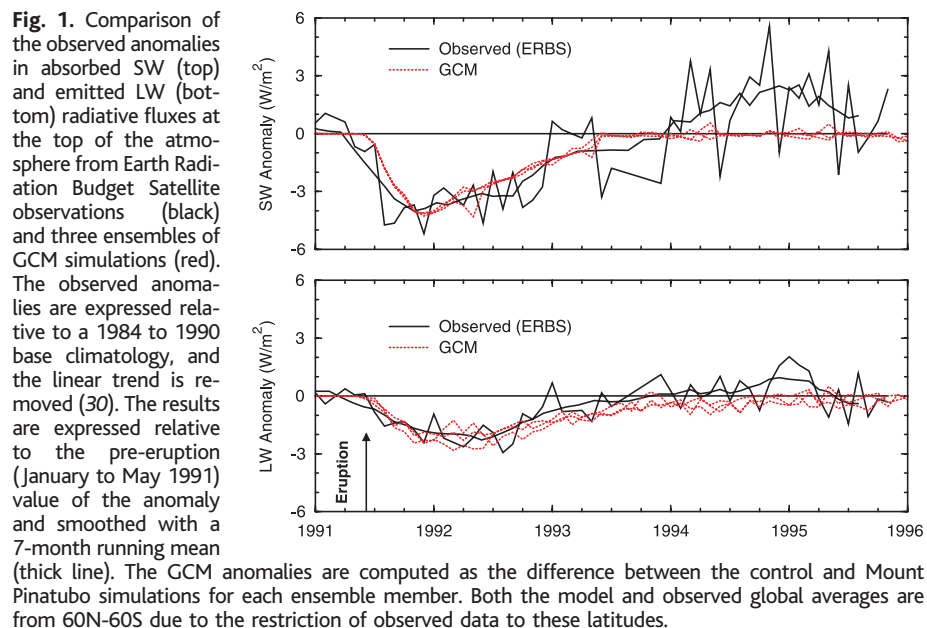 Fig. 1. Comparison of
the observed anomalies
in absorbed SW (top)
and emitted LW (bot-
tom) radiative fluxes at
the top of the atmo-
sphere from Earth Radi-
ation Budget Satellite
observations (black)
and three ensembles of
GCM simulations (red).
The observed anoma-
lies are expressed rela-
tive to a 1984 to 1990
base climatology, and
the linear trend is re-
moved (30). The results
are expressed relative
to the pre-eruption
(January to May 1991)
value of the anomaly
and smoothed with a
7-month running mean
(thick line). The GCM anomalies are computed as the difference between the control and Mount
Pinatubo simulations for each ensemble member. Both the model and observed global averages are
from 60N-60S due to the restriction of observed data to these latitudes.
6
3
0
-3
-6
SW Anomaly (W/m²)
Observed (ERBS)
GCM
6
3
0
-3
-6
LW Anomaly (W/m²)
Observed (ERBS)
GCM
Eruption
1991 1992 1993 1994 1995 1996